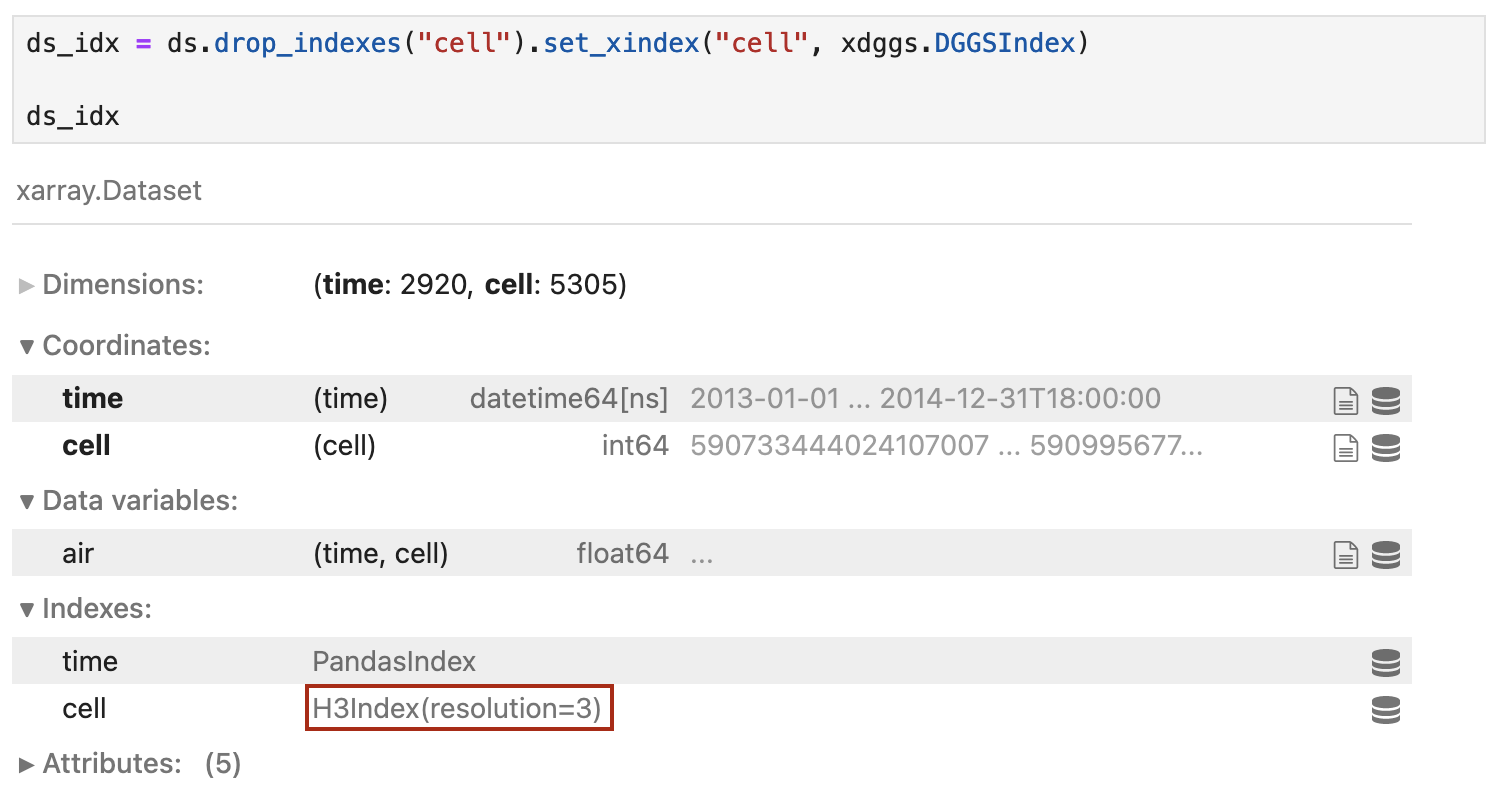 ds_idx = ds.drop_indexes("cell").set_xindex("cell", xdggs.DGGSIndex)
ds_idx
xarray.Dataset
► Dimensions: (time: 2920, cell: 5305)
▼ Coordinates:
time (time) datetime64[ns] 2013-01-01 ... 2014-12-31T18:00:00
cell (cell) int64 590733444024107007 ... 590995677...
▼ Data variables:
air (time, cell) float64 ...
▼ Indexes:
time PandasIndex
cell H3Index(resolution=3)
► Attributes: (5)